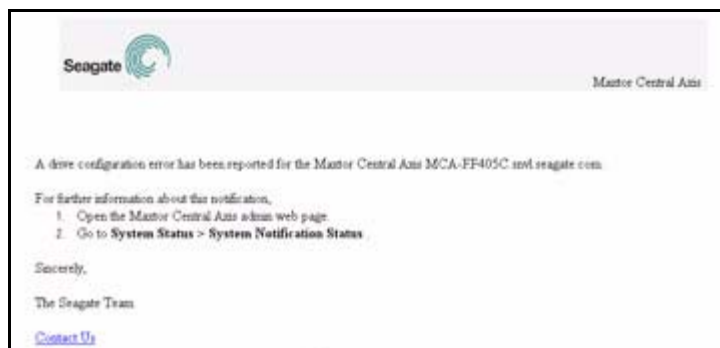 Seagate
Maxtor Central Axis
A drive configuration error has been reported for the Maxtor Central Axis MCA-FF405C.snvl.seagate.com.
For further information about this notification,
1. Open the Maxtor Central Axis admin web page.
2. Go to System Status > System Notification Status.
Sincerely,
The Seagate Team
Contact Us